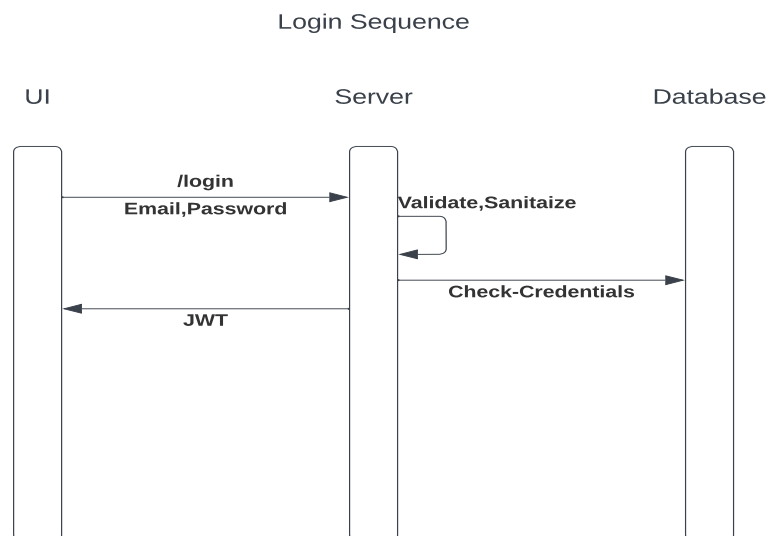 Login Sequence
UI
Server
Database
/login
Email,Password
Validate,Sanitaize
Check-Credentials
JWT